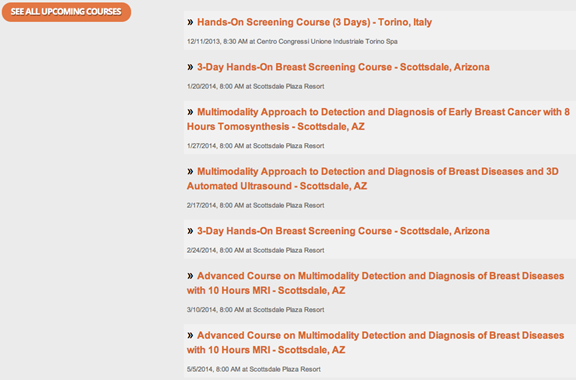 SEE ALL UPCOMING COURSES
» Hands-On Screening Course (3 Days) - Torino, Italy
12/11/2013, 8:30 AM at Centro Congressi Unione Industriale Torino Spa
» 3-Day Hands-On Breast Screening Course - Scottsdale, Arizona
1/20/2014, 8:00 AM at Scottsdale Plaza Resort
» Multimodality Approach to Detection and Diagnosis of Early Breast Cancer with 8
Hours Tomosynthesis - Scottsdale, AZ
1/27/2014, 8:00 AM at Scottsdale Plaza Resort
» Multimodality Approach to Detection and Diagnosis of Breast Diseases and 3D
Automated Ultrasound - Scottsdale, AZ
2/17/2014, 8:00 AM at Scottsdale Plaza Resort
» 3-Day Hands-On Breast Screening Course - Scottsdale, Arizona
2/24/2014, 8:00 AM at Scottsdale Plaza Resort
» Advanced Course on Multimodality Detection and Diagnosis of Breast Diseases
with 10 Hours MRI - Scottsdale, AZ
3/10/2014, 8:00 AM at Scottsdale Plaza Resort
» Advanced Course on Multimodality Detection and Diagnosis of Breast Diseases
with 10 Hours MRI - Scottsdale, AZ
5/5/2014, 8:00 AM at Scottsdale Plaza Resort